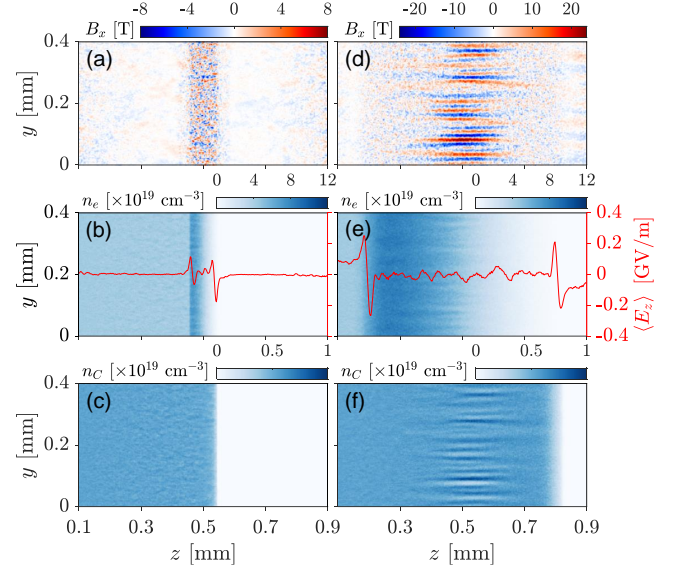 -8 -4 0 4 8 -20 -10 0 10 20
B_x [T] B_x [T]
0.4 (a) (d)
y [mm] 0.2
0
0 4 8 12 0 4 8 12
n_e [×10^19 cm^−3] n_e [×10^19 cm^−3]
0.4 (b) (e) 0.4
0.2
y [mm] 0.2 0 ⟨E_z⟩ [GV/m]
-0.2
0 -0.4
0 0.5 1 0 0.5 1
n_C [×10^19 cm^−3] n_C [×10^19 cm^−3]
0.4 (c) (f)
y [mm] 0.2
0
0.1 0.3 0.5 0.7 0.9 0.3 0.5 0.7 0.9
z [mm] z [mm]